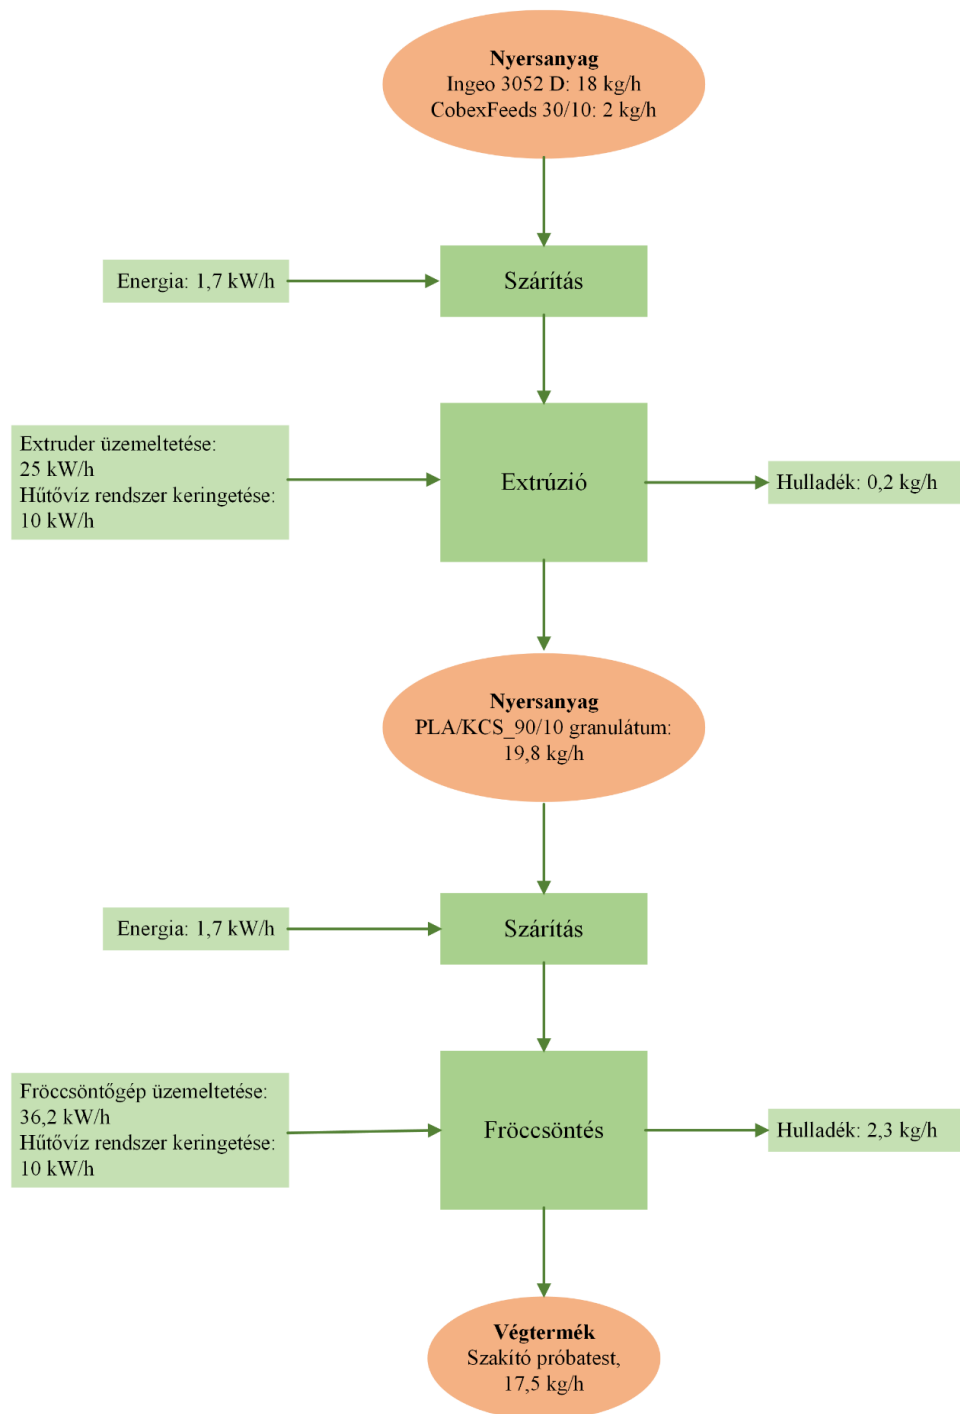 Nyersanyag
Ingeo 3052 D: 18 kg/h
CobexFeeds 30/10: 2 kg/h
Energia: 1,7 kW/h
Szárítás
Extruder üzemeltetése:
25 kW/h
Hűtővíz rendszer keringetése:
10 kW/h
Extrúzió
Hulladék: 0,2 kg/h
Nyersanyag
PLA/KCS_90/10 granulátum:
19,8 kg/h
Energia: 1,7 kW/h
Szárítás
Fröccsöntőgép üzemeltetése:
36,2 kW/h
Hűtővíz rendszer keringetése:
10 kW/h
Fröccsöntés
Hulladék: 2,3 kg/h
Végtermék
Szakító próbatest,
17,5 kg/h